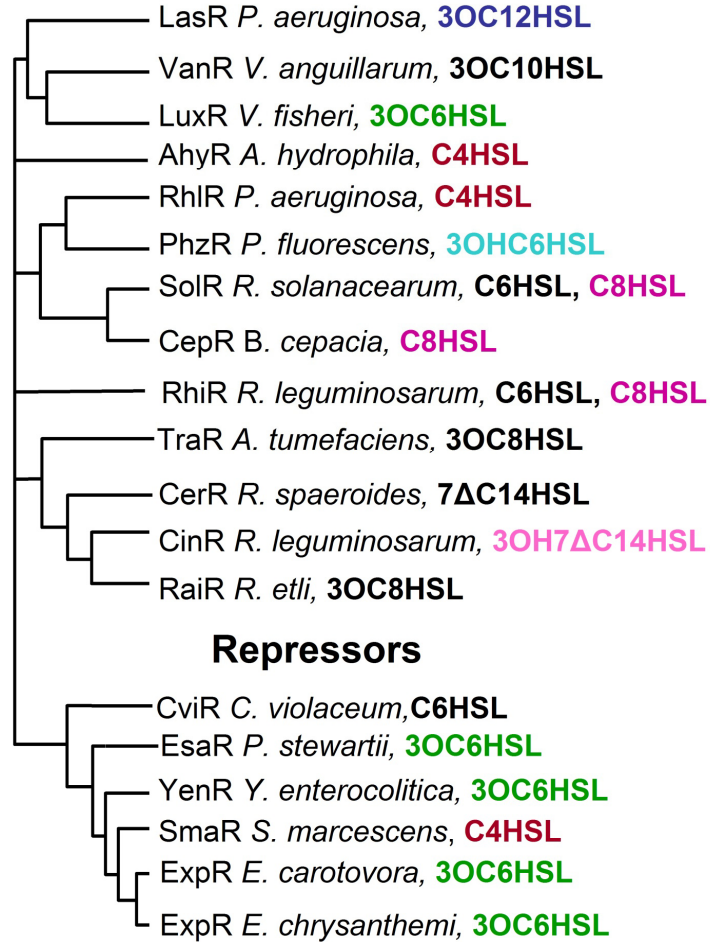 LasR P. aeruginosa, 3OC12HSL
VanR V. anguillarum, 3OC10HSL
LuxR V. fisheri, 3OC6HSL
AhyR A. hydrophila, C4HSL
RhlR P. aeruginosa, C4HSL
PhzR P. fluorescens, 3OHC6HSL
SolR R. solanacearum, C6HSL, C8HSL
CepR B. cepacia, C8HSL
RhiR R. leguminosarum, C6HSL, C8HSL
TraR A. tumefaciens, 3OC8HSL
CerR R. spaeroides, 7ΔC14HSL
CinR R. leguminosarum, 3OH7ΔC14HSL
RaiR R. etli, 3OC8HSL
Repressors
CviR C. violaceum,C6HSL
EsaR P. stewartii, 3OC6HSL
YenR Y. enterocolitica, 3OC6HSL
SmaR S. marcescens, C4HSL
ExpR E. carotovora, 3OC6HSL
ExpR E. chrysanthemi, 3OC6HSL